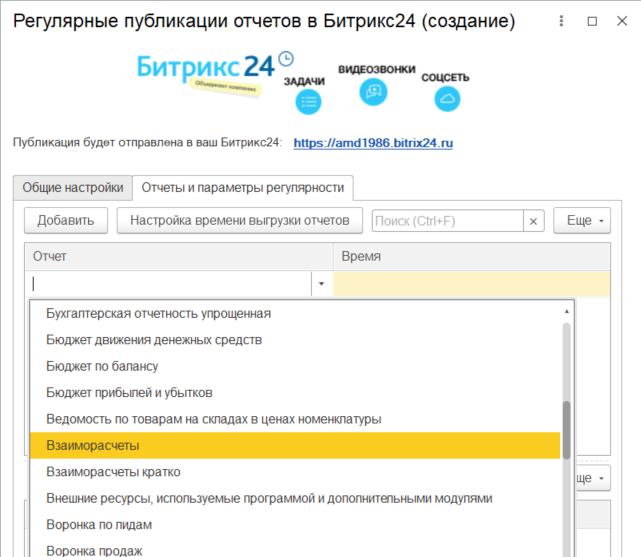 Регулярные публикации отчетов в Битрикс24 (создание)
Битрикс 24
Объединяет компанию
ЗАДАЧИ
ВИДЕОЗВОНКИ
СОЦСЕТЬ
Публикация будет отправлена в ваш Битрикс24: https://amd1986.bitrix24.ru
Общие настройки
Отчеты и параметры регулярности
Добавить
Настройка времени выгрузки отчетов
Поиск (Ctrl+F)
Еще
Отчет
Время
Бухгалтерская отчетность упрощенная
Бюджет движения денежных средств
Бюджет по балансу
Бюджет прибылей и убытков
Ведомость по товарам на складах в ценах номенклатуры
Взаиморасчеты
Взаиморасчеты кратко
ще
Внешние ресурсы, используемые программой и дополнительными модулями
Воронка по лидам
Воронка продаж